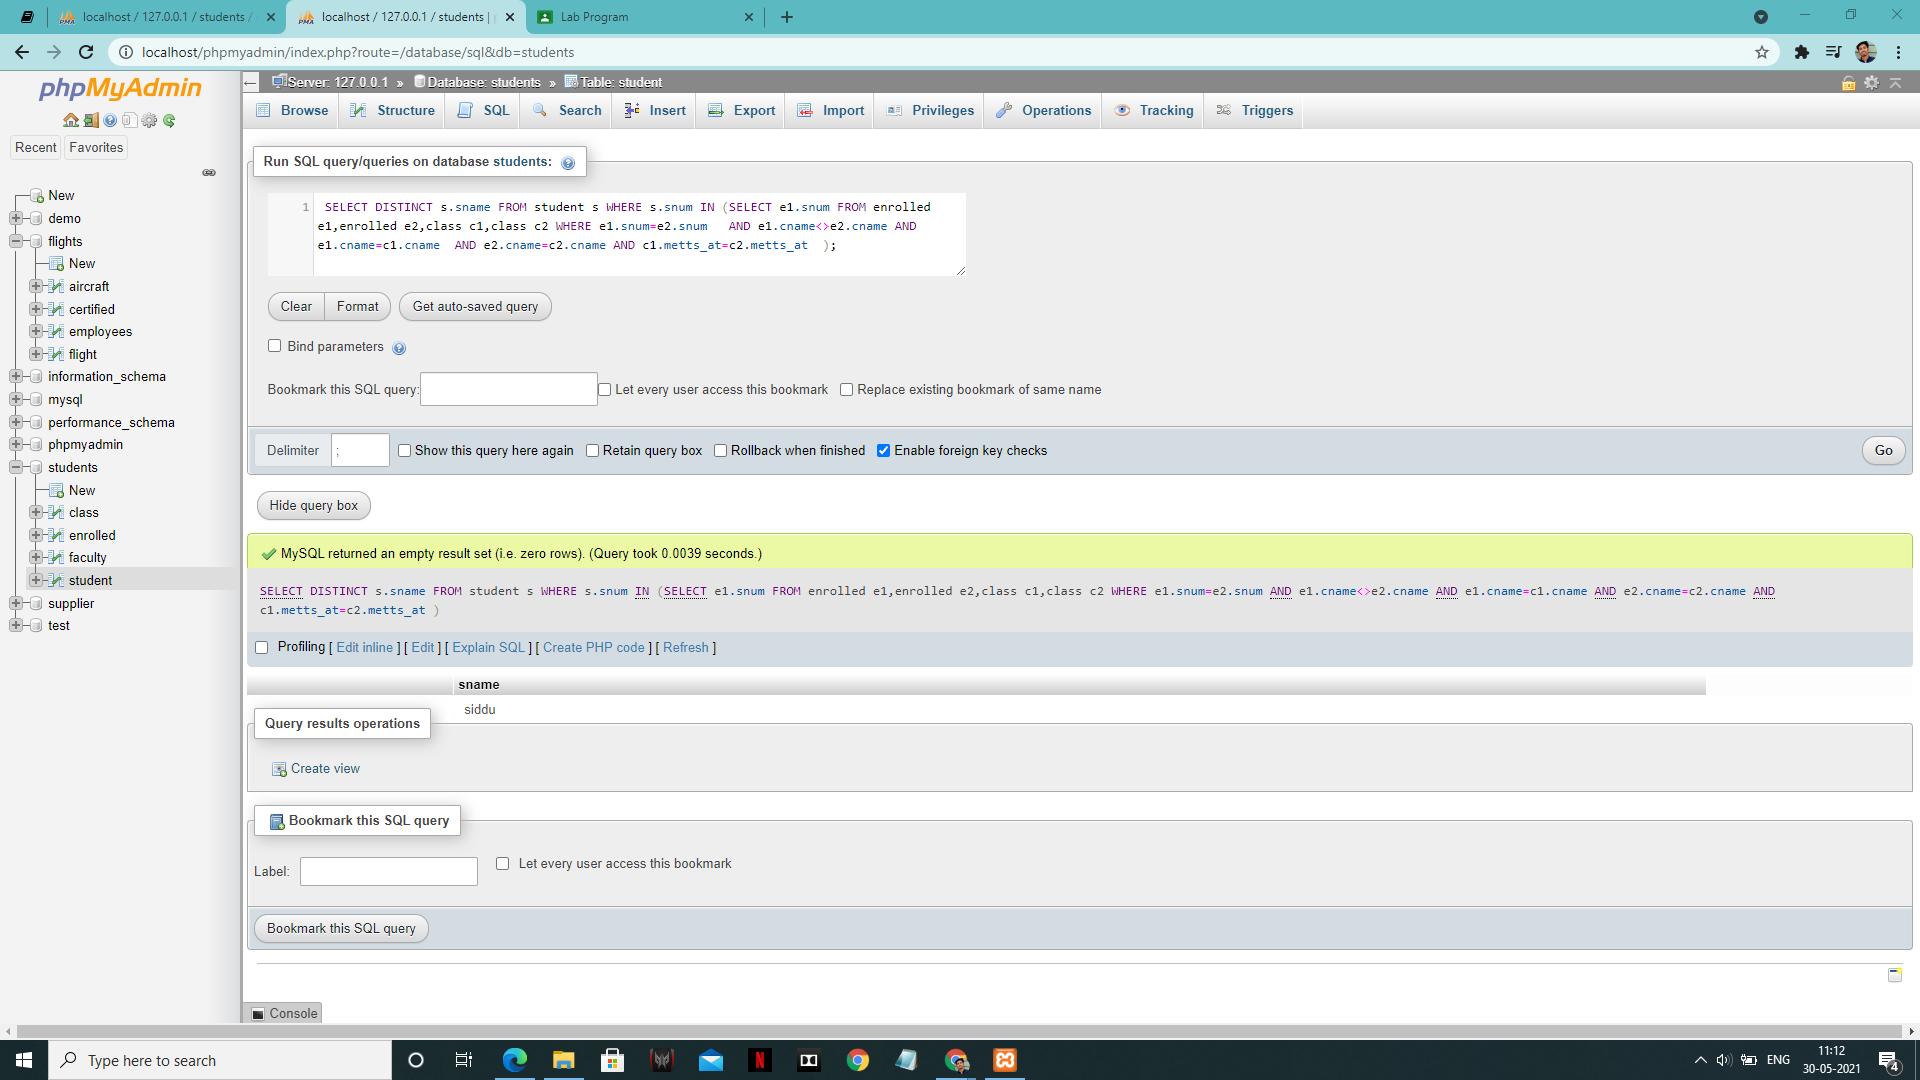 localhost / 127.0.0.1 / students /
localhost / 127.0.0.1 / students |
Lab Program
localhost/phpmyadmin/index.php?route=/database/sql&db=students
phpMyAdmin
Recent
Favorites
New
demo
flights
New
aircraft
certified
employees
flight
information_schema
mysql
performance_schema
phpmyadmin
students
New
class
enrolled
faculty
student
supplier
test
Server: 127.0.0.1 » Database: students » Table: student
Browse
Structure
SQL
Search
Insert
Export
Import
Privileges
Operations
Tracking
Triggers
Run SQL query/queries on database students:
1
SELECT DISTINCT s.sname FROM student s WHERE s.snum IN (SELECT e1.snum FROM enrolled
e1,enrolled e2,class c1,class c2 WHERE e1.snum=e2.snum AND e1.cname<>e2.cname AND
e1.cname=c1.cname AND e2.cname=c2.cname AND c1.metts_at=c2.metts_at );
Clear
Format
Get auto-saved query
Bind parameters
Bookmark this SQL query:
Let every user access this bookmark
Replace existing bookmark of same name
Delimiter
;
Show this query here again
Retain query box
Rollback when finished
Enable foreign key checks
Go
Hide query box
MySQL returned an empty result set (i.e. zero rows). (Query took 0.0039 seconds.)
SELECT DISTINCT s.sname FROM student s WHERE s.snum IN (SELECT e1.snum FROM enrolled e1,enrolled e2,class c1,class c2 WHERE e1.snum=e2.snum AND e1.cname<>e2.cname AND e1.cname=c1.cname AND e2.cname=c2.cname AND
c1.metts_at=c2.metts_at )
Profiling [ Edit inline ] [ Edit ] [ Explain SQL ] [ Create PHP code ] [ Refresh ]
sname
siddu
Query results operations
Create view
Bookmark this SQL query
Label:
Let every user access this bookmark
Bookmark this SQL query
Console
Type here to search
ENG
11:12
30-05-2021
4